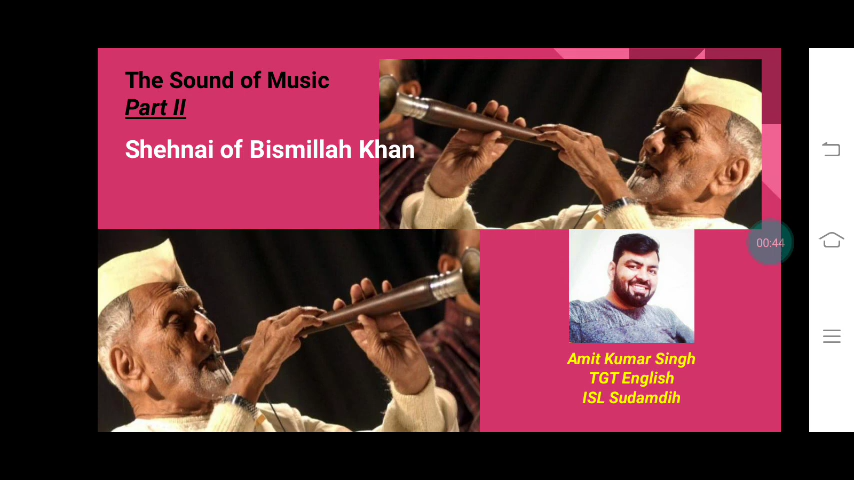 The Sound of Music
Part II
Shehnai of Bismillah Khan
00:44
Amit Kumar Singh
TGT English
ISL Sudamdih